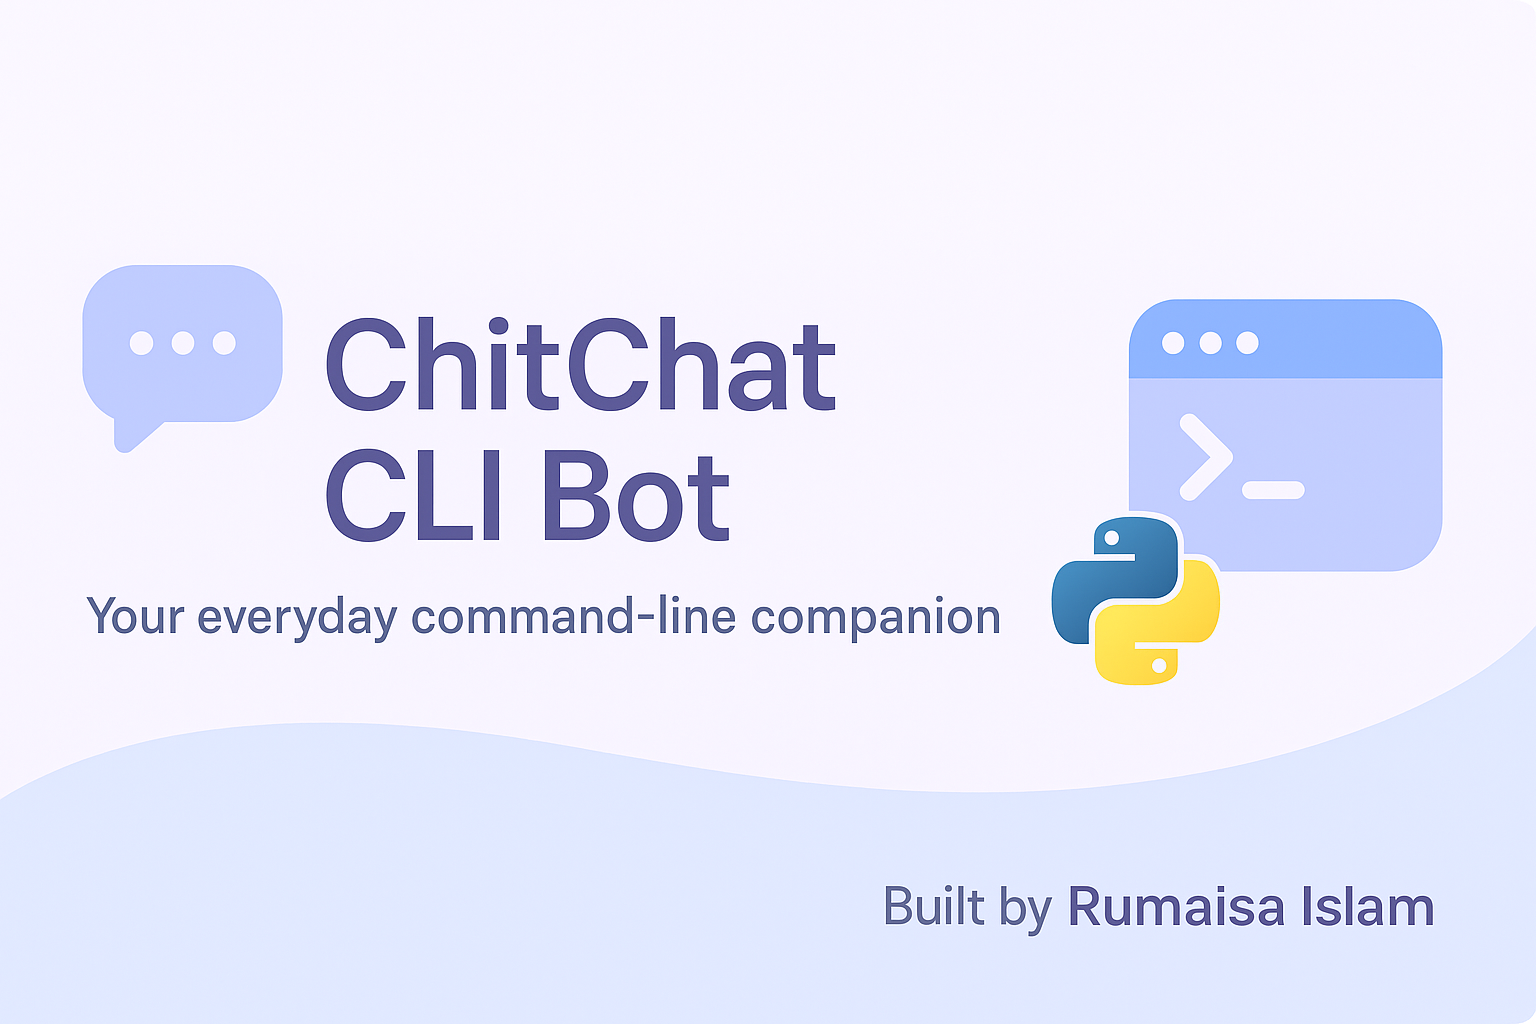 ChitChat
CLI Bot
Your everyday command-line companion
Built by Rumaisa Islam